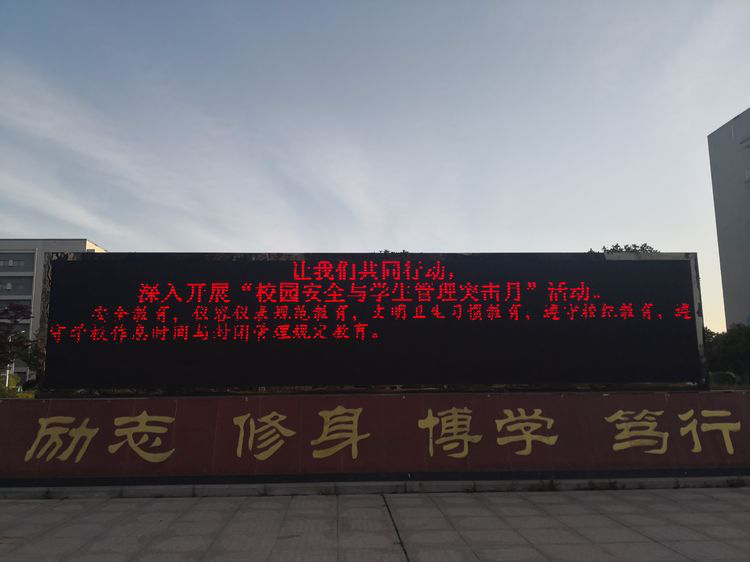 让我们共同行动，
深入开展“校园安全与学生管理突击月”活动。
安全教育，仪容仪表规范教育，文明卫生习惯教育，遵守校纪教育，遵
守学校作息时间与封闭管理规定教育。
励志 修身 博学 笃行